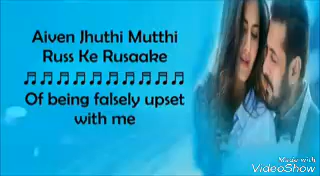 Aiven Jhuthi Mutthi
Russ Ke Rusaake
♬♬♬♬♬♬♬♬♬♬♬
Of being falsely upset
with me
Made with
VideoShow